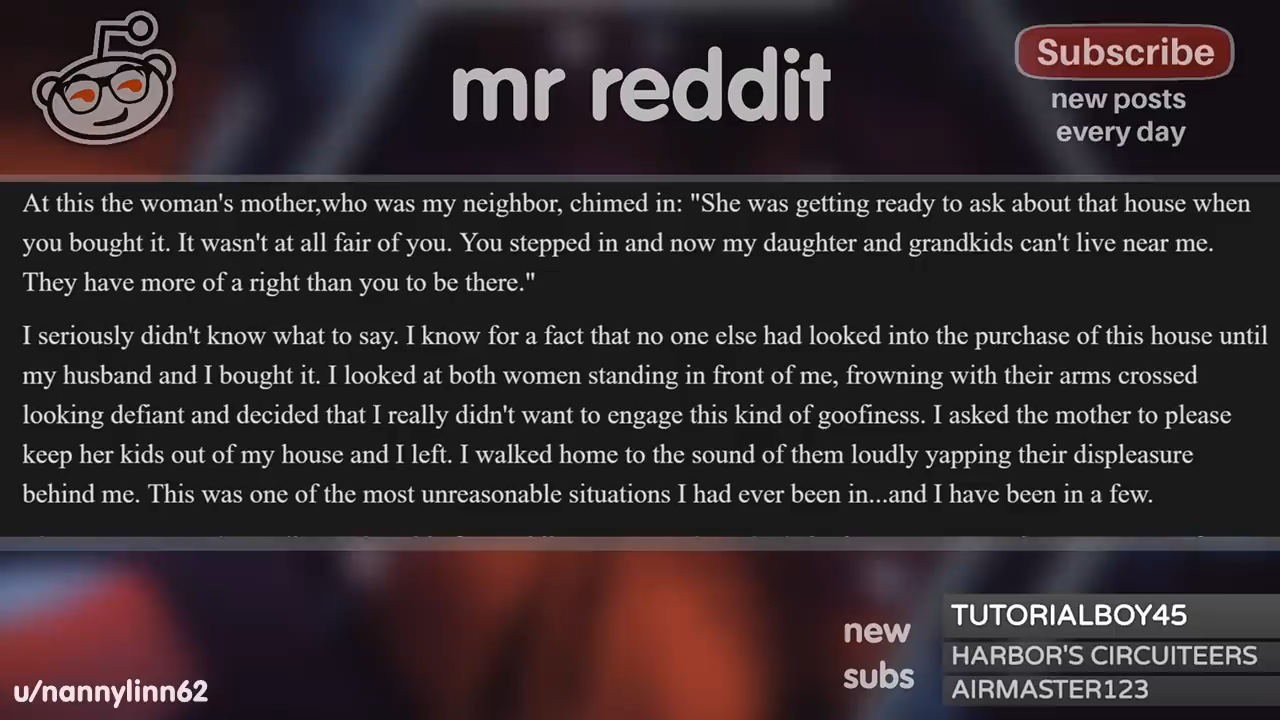 mr reddit
Subscribe
new posts
every day
At this the woman's mother,who was my neighbor, chimed in: "She was getting ready to ask about that house when
you bought it. It wasn't at all fair of you. You stepped in and now my daughter and grandkids can't live near me.
They have more of a right than you to be there."
I seriously didn't know what to say. I know for a fact that no one else had looked into the purchase of this house until
my husband and I bought it. I looked at both women standing in front of me, frowning with their arms crossed
looking defiant and decided that I really didn't want to engage this kind of goofiness. I asked the mother to please
keep her kids out of my house and I left. I walked home to the sound of them loudly yapping their displeasure
behind me. This was one of the most unreasonable situations I had ever been in...and I have been in a few.
new
subs
TUTORIALBOY45
HARBOR'S CIRCUITEERS
AIRMASTER123
u/nannylinn62